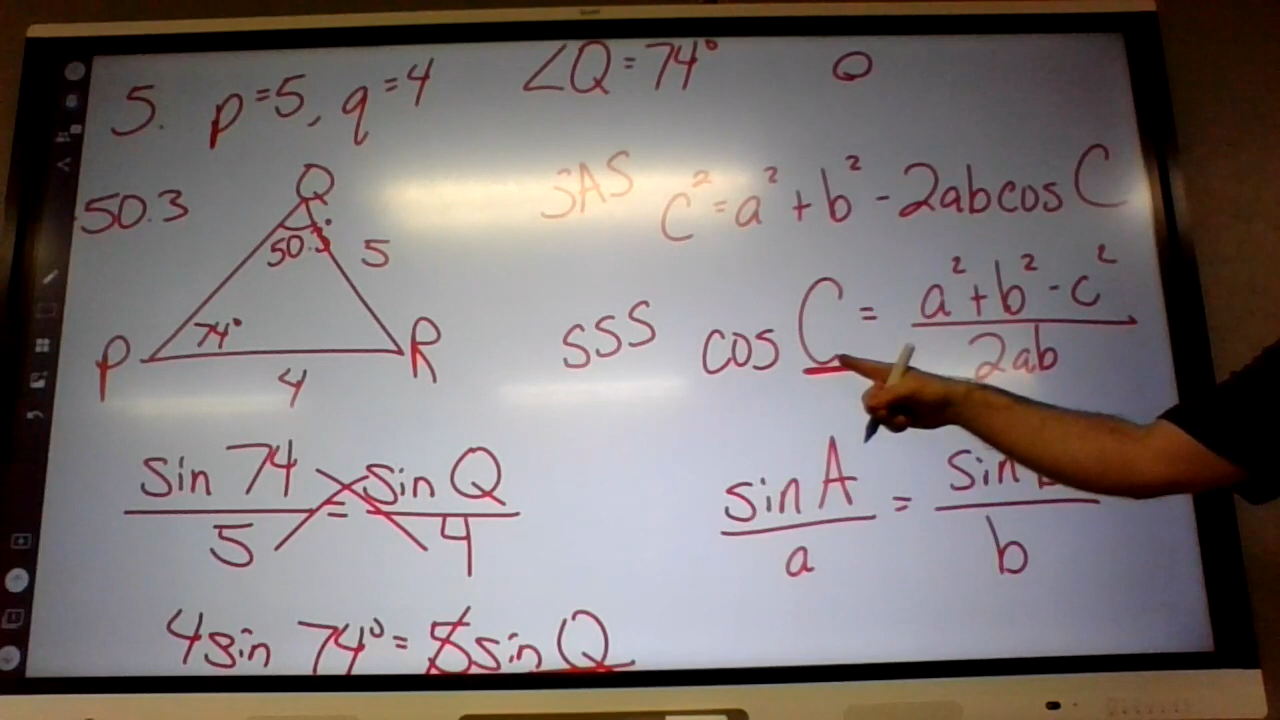 5. p=5, q=4 ∠Q=74°
50.3
Q
50.3
5
SAS c²=a²+b²-2abcosC
P 74° R
4
SSS cos C = a²+b²-c² / 2ab
sin 74 / 5 = sin Q / 4
sin A / a = sin / b
4sin 74° = 5sin Q